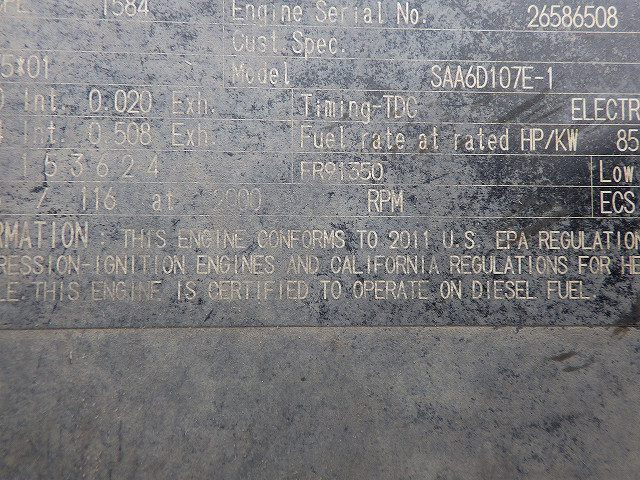 1584 Engine Serial No. 26586508
Cust.Spec.
5*01 Model SAA6D107E-1
Int. 0.020 Exh. Timing-TDC ELECTR
Int. 0.508 Exh. Fuel rate at rated HP/KW 85
153624 FR91350 Low
/ 116 at 2000 RPM ECS
RMATION : THIS ENGINE CONFORMS TO 2011 U.S. EPA REGULATION
RESSION-IGNITION ENGINES AND CALIFORNIA REGULATIONS FOR HE
LE. THIS ENGINE IS CERTIFIED TO OPERATE ON DIESEL FUEL.